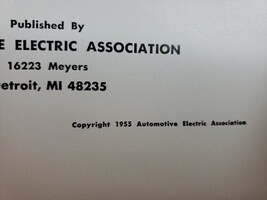 Published By
E ELECTRIC ASSOCIATION
16223 Meyers
etroit, MI 48235
Copyright 1955 Automotive Electric Association